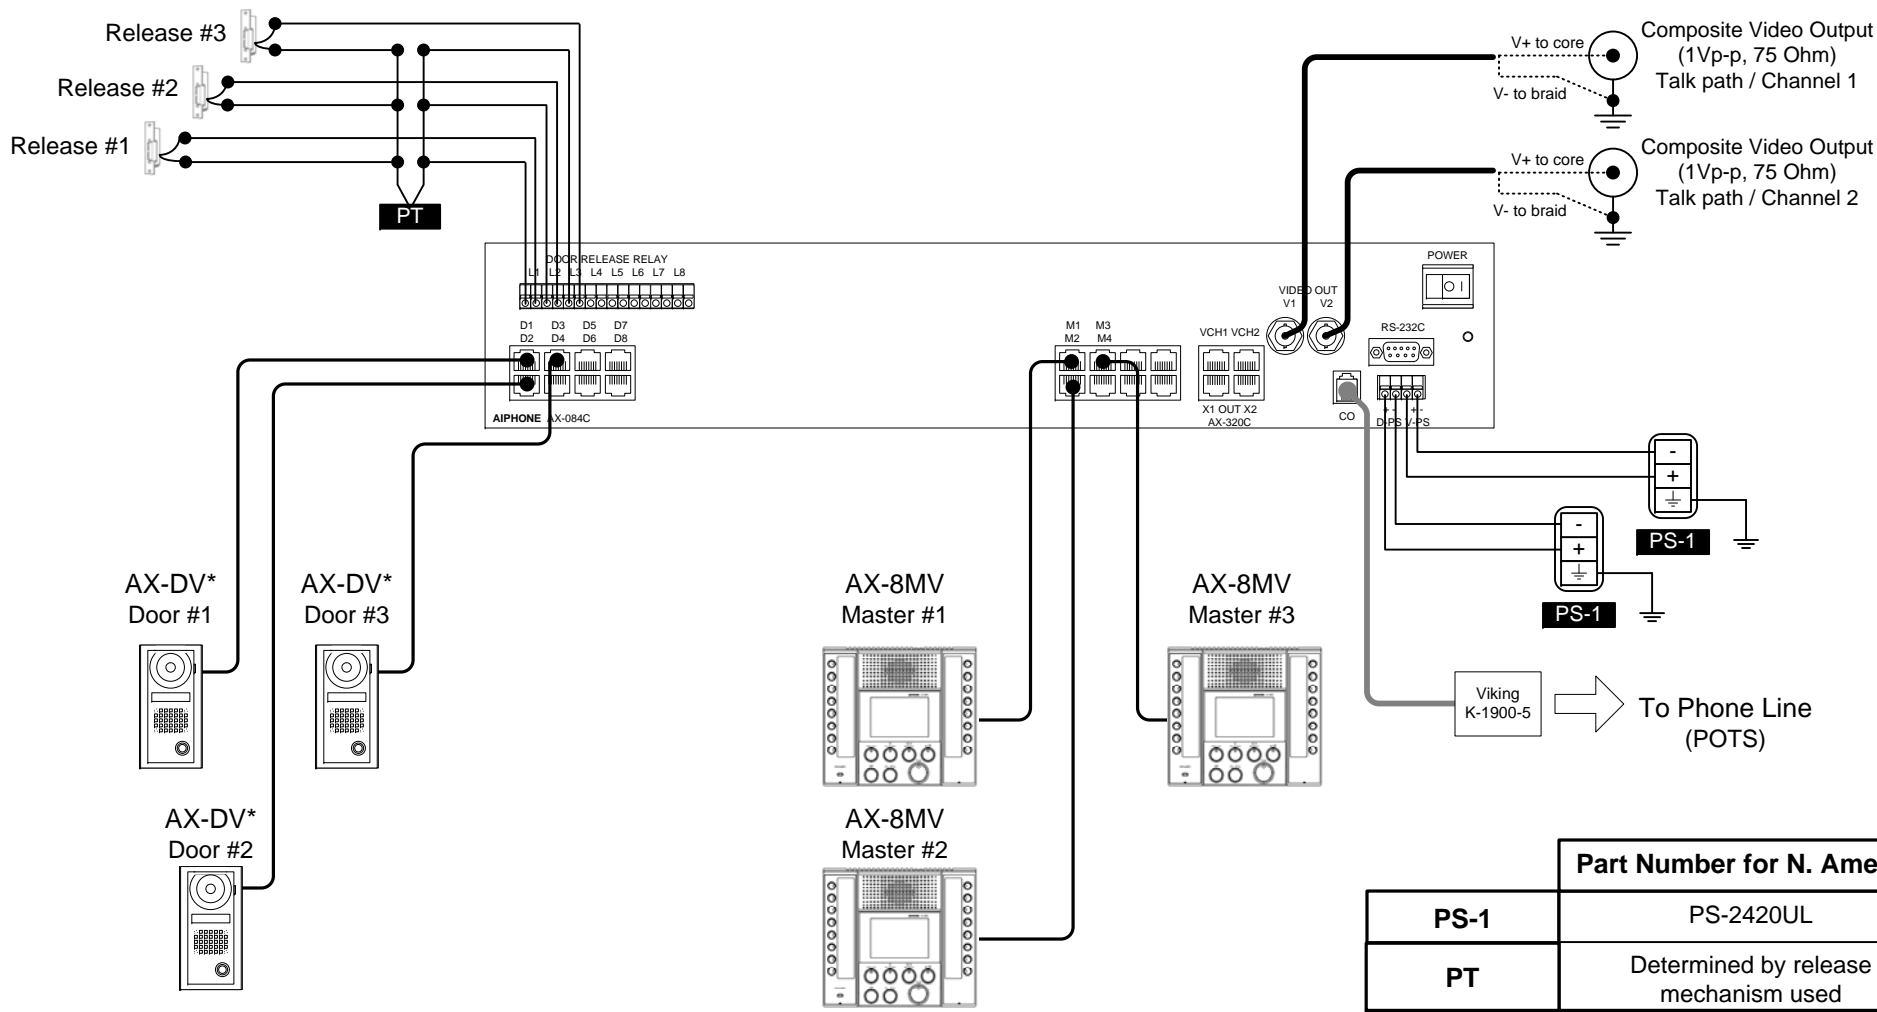 Release #3
Release #2
Release #1
PT
V+ to core
V- to braid
Composite Video Output
(1Vp-p, 75 Ohm)
Talk path / Channel 1
V+ to core
V- to braid
Composite Video Output
(1Vp-p, 75 Ohm)
Talk path / Channel 2
DOOR RELEASE RELAY
L1 L2 L3 L4 L5 L6 L7 L8
POWER
VIDEO OUT
V1 V2
D1 D3 D5 D7
D2 D4 D6 D8
M1 M3
M2 M4
VCH1 VCH2
RS-232C
X1 OUT X2
AX-320C
CO
+ - + -
D-PS V-PS
AIPHONE AX-084C
-
+
PS-1
-
+
PS-1
AX-DV*
Door #1
AX-DV*
Door #3
AX-8MV
Master #1
AX-8MV
Master #3
Viking
K-1900-5
To Phone Line
(POTS)
AX-DV*
Door #2
AX-8MV
Master #2
Part Number for N. Ame
PS-1
PS-2420UL
PT
Determined by release
mechanism used